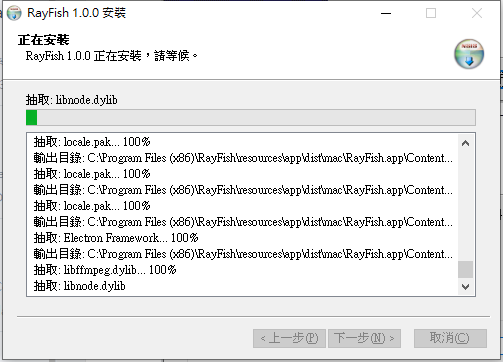 RayFish 1.0.0 安裝
正在安裝
RayFish 1.0.0 正在安裝，請等候。
抽取: libnode.dylib
抽取: locale.pak... 100%
輸出目錄: C:\Program Files (x86)\RayFish\resources\app\dist\mac\RayFish.app\Content...
抽取: locale.pak... 100%
輸出目錄: C:\Program Files (x86)\RayFish\resources\app\dist\mac\RayFish.app\Content...
抽取: locale.pak... 100%
輸出目錄: C:\Program Files (x86)\RayFish\resources\app\dist\mac\RayFish.app\Content...
抽取: Electron Framework... 100%
輸出目錄: C:\Program Files (x86)\RayFish\resources\app\dist\mac\RayFish.app\Content...
抽取: libffmpeg.dylib... 100%
抽取: libnode.dylib
< 上一步(P) 下一步(N) > 取消(C)